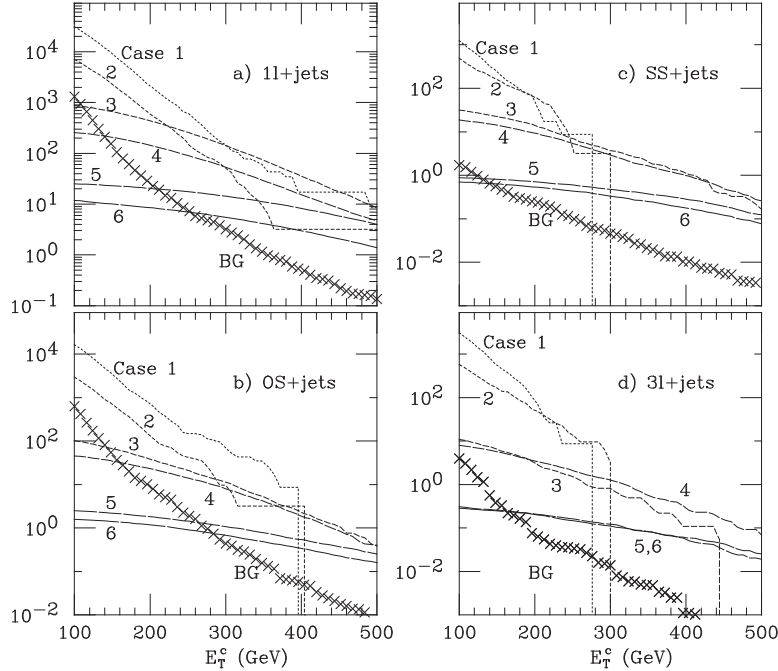 10^4
10^3
10^2
10^1
10^0
10^-1
Case 1
2
3
4
5
6
BG
a) 1l+jets
10^2
10^0
10^-2
Case 1
2
3
4
5
6
BG
c) SS+jets
10^4
10^2
10^0
10^-2
Case 1
2
3
4
5
6
BG
b) OS+jets
100 200 300 400 500
E_T^c (GeV)
10^2
10^0
10^-2
Case 1
2
3
4
5,6
BG
d) 3l+jets
100 200 300 400 500
E_T^c (GeV)